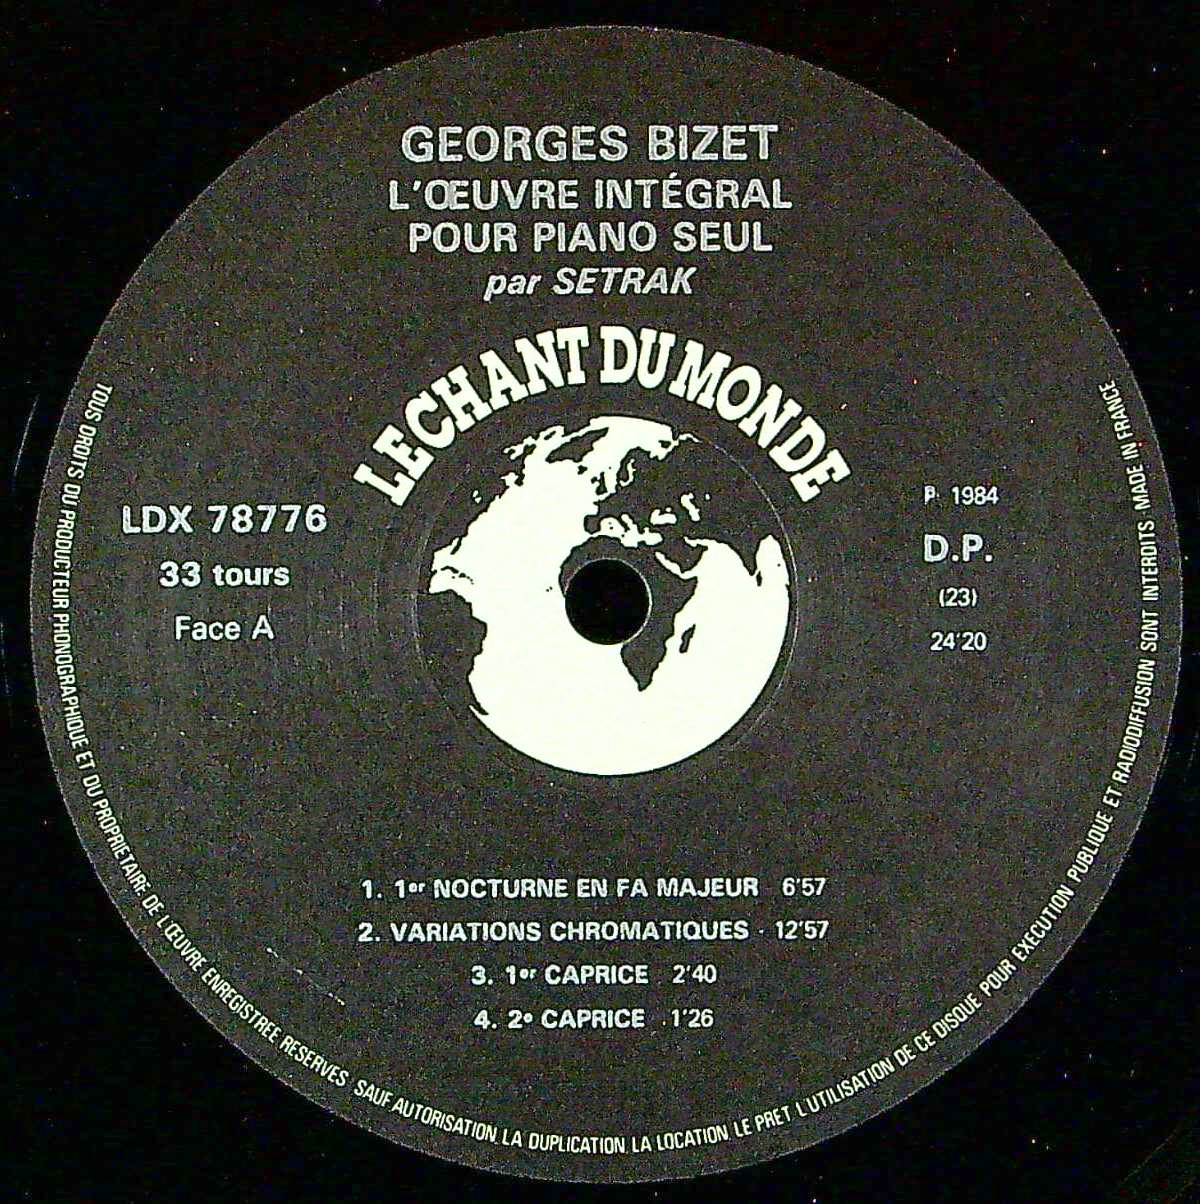 GEORGES BIZET
L'ŒUVRE INTÉGRAL
POUR PIANO SEUL
par SETRAK
LE CHANT DU MONDE
LDX 78776
33 tours
Face A
P. 1984
D.P.
(23)
24'20
1. 1er NOCTURNE EN FA MAJEUR 6'57
2. VARIATIONS CHROMATIQUES · 12'57
3. 1er CAPRICE 2'40
4. 2e CAPRICE . 1'26
TOUS DROITS DU PRODUCTEUR PHONOGRAPHIQUE ET DU PROPRIETAIRE DE L'ŒUVRE ENREGISTREE RESERVES SAUF AUTORISATION LA DUPLICATION, LA LOCATION LE PRET L'UTILISATION DE CE DISQUE POUR EXECUTION PUBLIQUE ET RADIODIFFUSION SONT INTERDITS MADE IN FRANCE